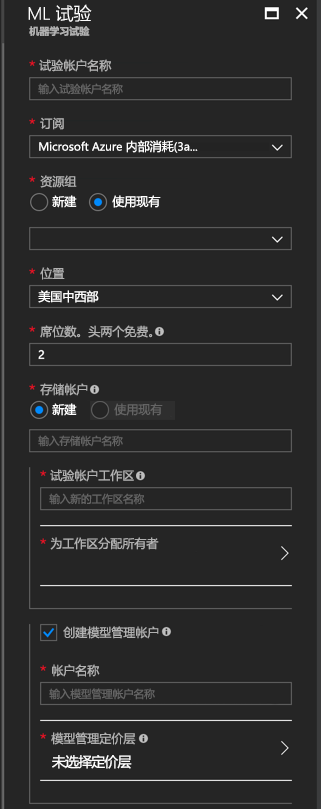 ML 试验
机器学习试验
* 试验帐户名称
输入试验帐户名称
* 订阅
Microsoft Azure 内部消耗(3a...
* 资源组
新建 使用现有
* 位置
美国中西部
* 席位数。头两个免费。
2
* 存储帐户
新建 使用现有
输入存储帐户名称
* 试验帐户工作区
输入新的工作区名称
* 为工作区分配所有者
创建模型管理帐户
* 帐户名称
输入模型管理帐户名称
* 模型管理定价层
未选择定价层